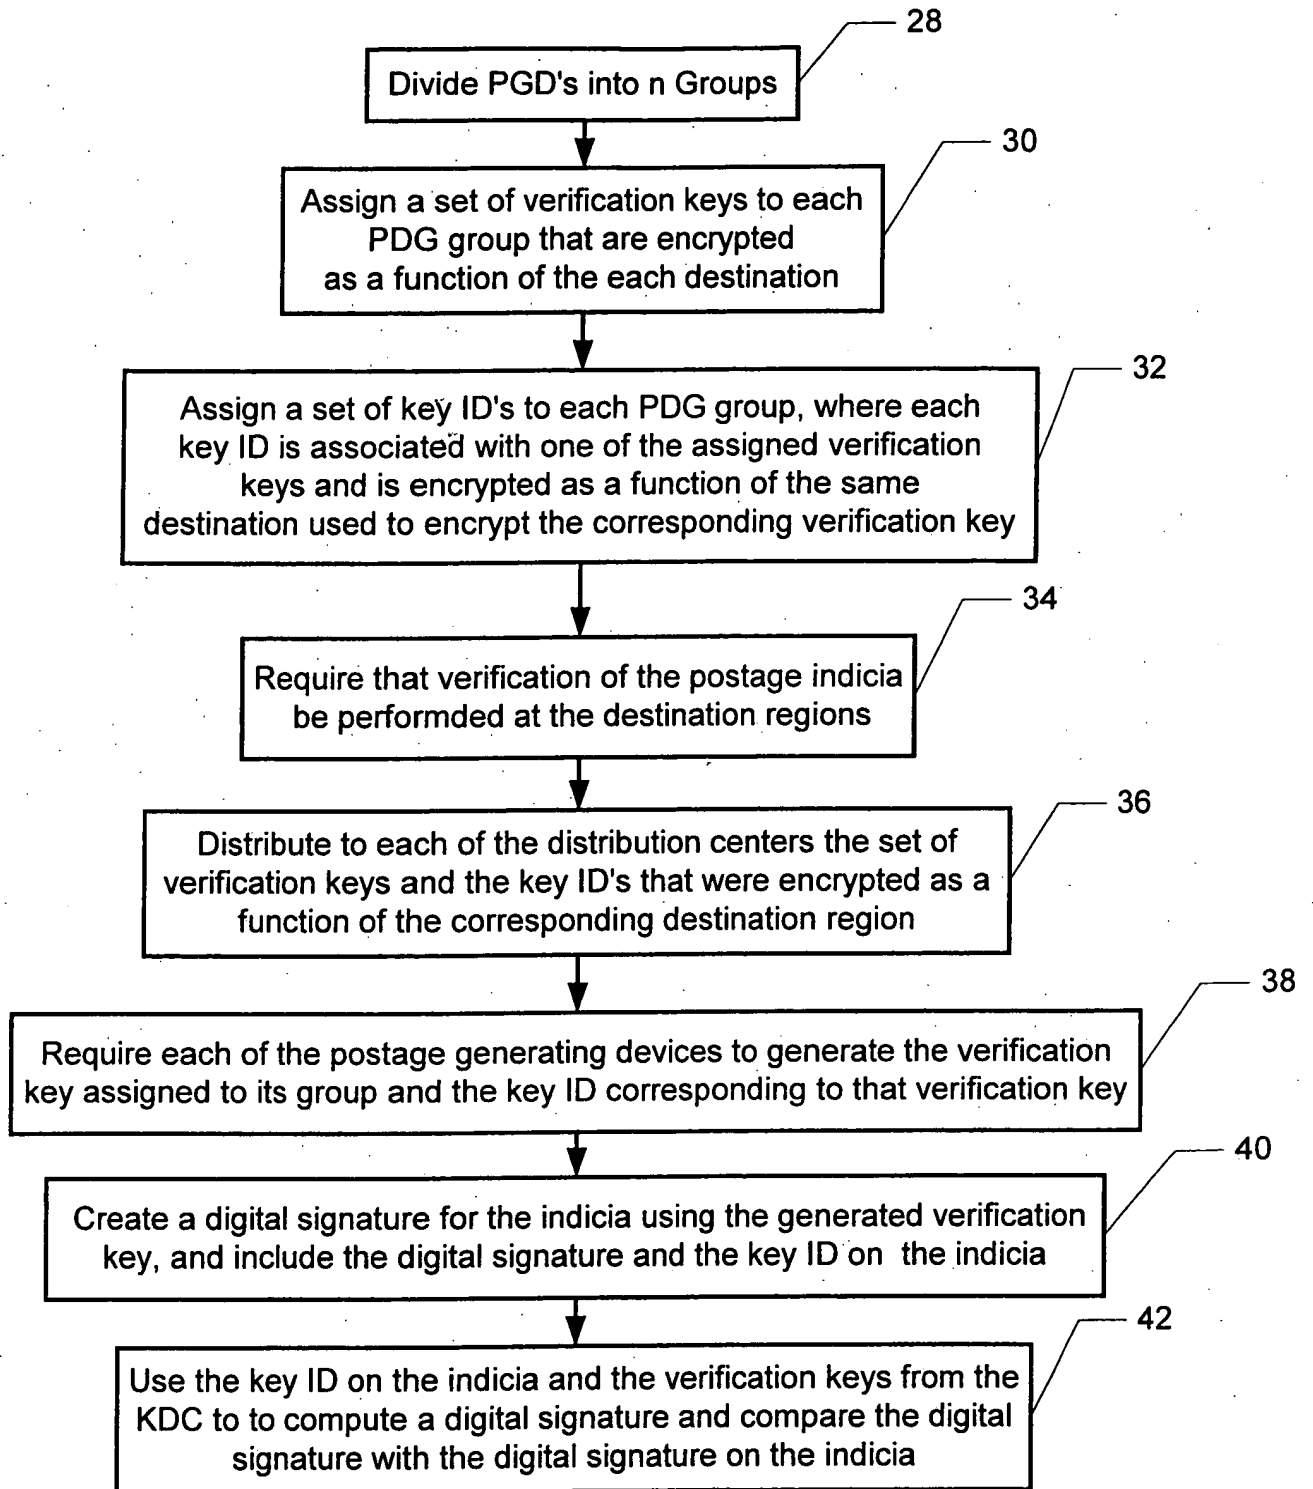 28
Divide PGD's into n Groups
30
Assign a set of verification keys to each
PDG group that are encrypted
as a function of the each destination
32
Assign a set of key ID's to each PDG group, where each
key ID is associated with one of the assigned verification
keys and is encrypted as a function of the same
destination used to encrypt the corresponding verification key
34
Require that verification of the postage indicia
be performded at the destination regions
36
Distribute to each of the distribution centers the set of
verification keys and the key ID's that were encrypted as a
function of the corresponding destination region
38
Require each of the postage generating devices to generate the verification
key assigned to its group and the key ID corresponding to that verification key
40
Create a digital signature for the indicia using the generated verification
key, and include the digital signature and the key ID on the indicia
42
Use the key ID on the indicia and the verification keys from the
KDC to to compute a digital signature and compare the digital
signature with the digital signature on the indicia